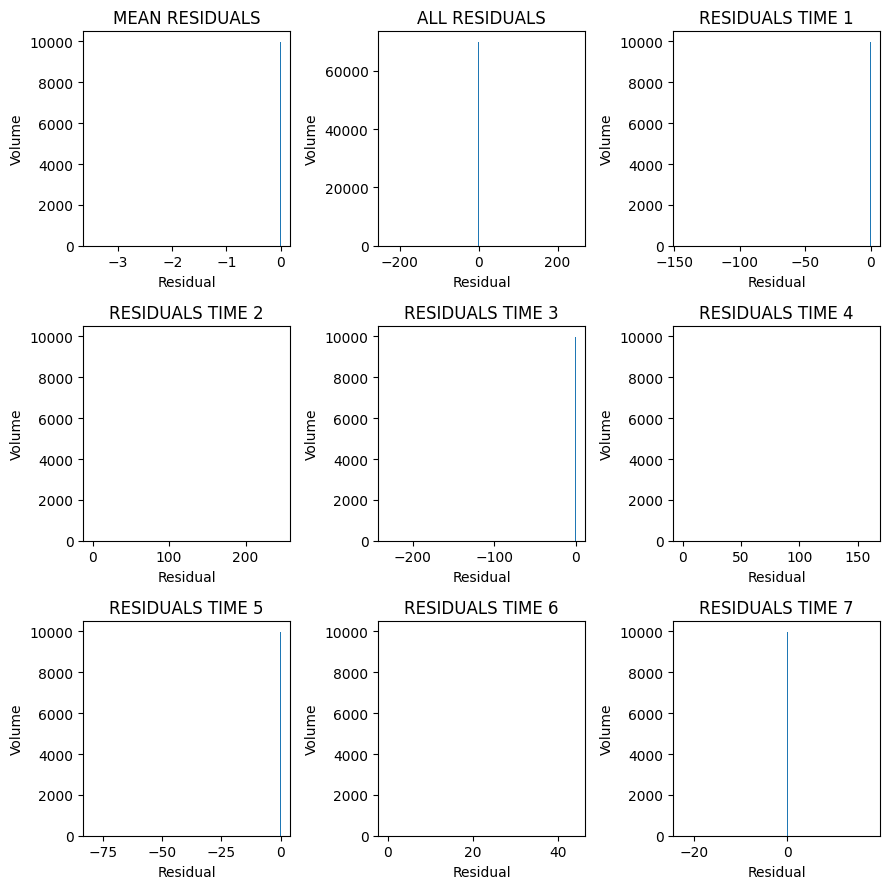 MEAN RESIDUALS
10000
8000
6000
4000
2000
0
Volume
−3 −2 −1 0
Residual
ALL RESIDUALS
60000
40000
20000
0
Volume
−200 0 200
Residual
RESIDUALS TIME 1
10000
8000
6000
4000
2000
0
Volume
−150 −100 −50 0
Residual
RESIDUALS TIME 2
10000
8000
6000
4000
2000
0
Volume
0 100 200
Residual
RESIDUALS TIME 3
10000
8000
6000
4000
2000
0
Volume
−200 −100 0
Residual
RESIDUALS TIME 4
10000
8000
6000
4000
2000
0
Volume
0 50 100 150
Residual
RESIDUALS TIME 5
10000
8000
6000
4000
2000
0
Volume
−75 −50 −25 0
Residual
RESIDUALS TIME 6
10000
8000
6000
4000
2000
0
Volume
0 20 40
Residual
RESIDUALS TIME 7
10000
8000
6000
4000
2000
0
Volume
−20 0
Residual